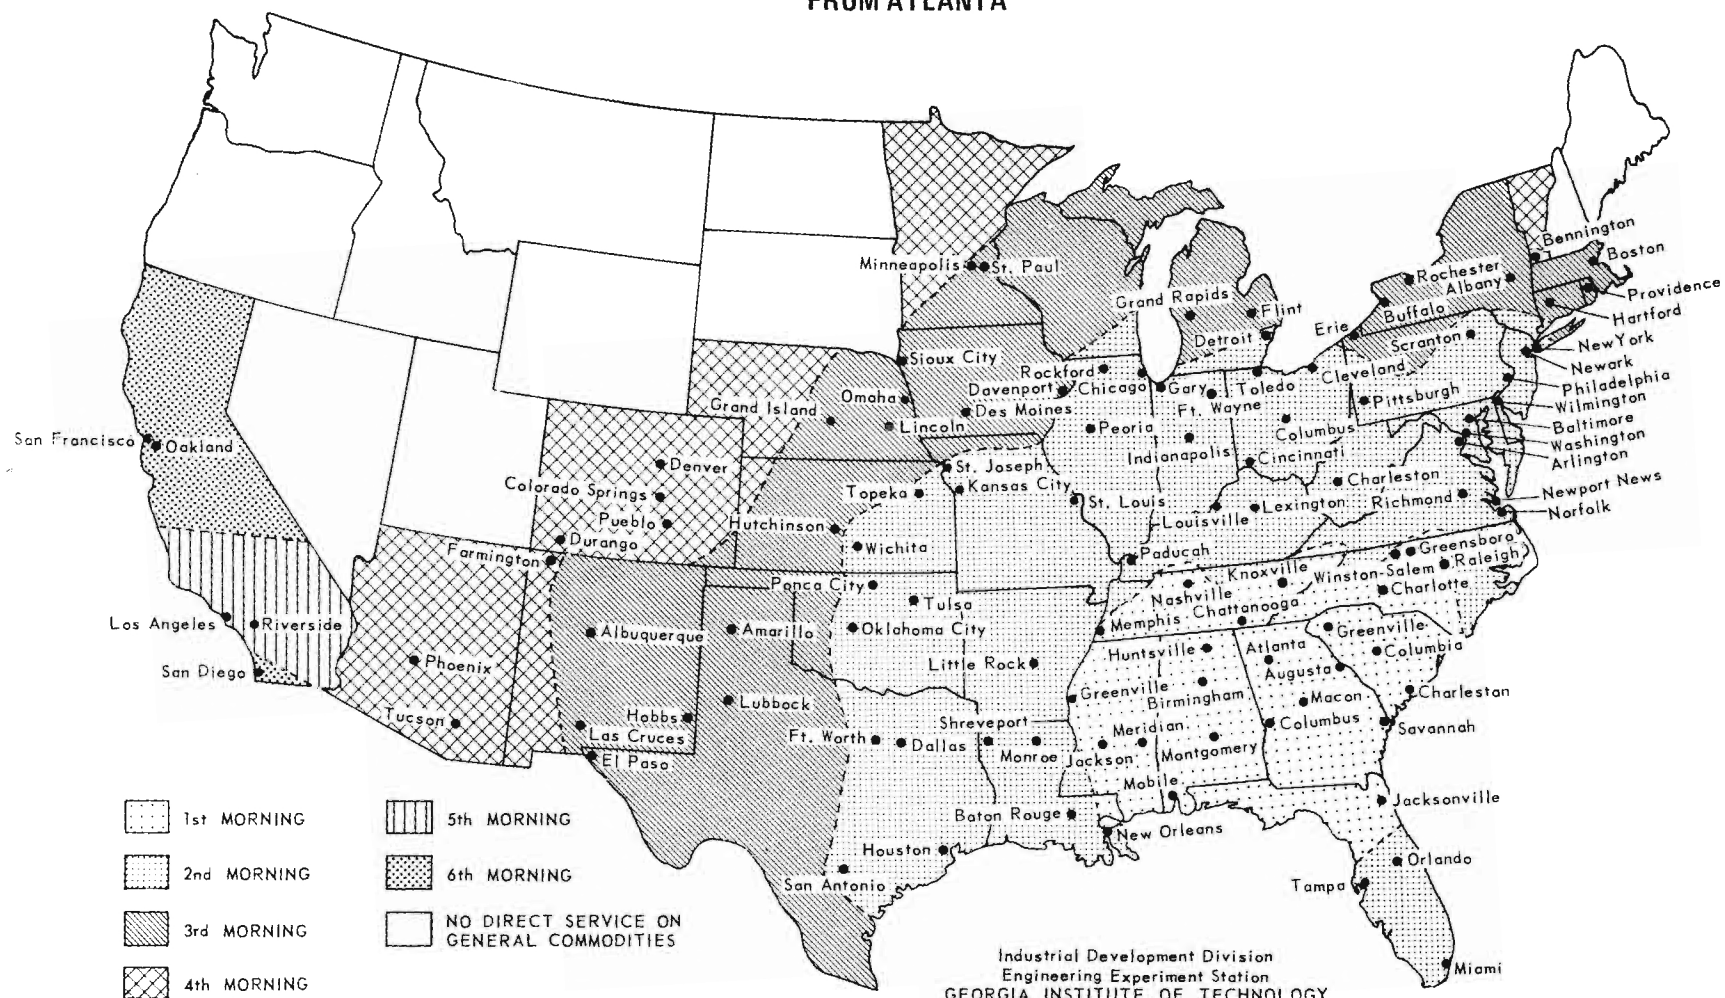 FROM ATLANTA
Bennington
Boston
Minneapolis
St. Paul
Rochester
Albany
Providence
Grand Rapids
Flint
Buffalo
Hartford
Erie
Detroit
Scranton
New York
Sioux City
Newark
Rockford
Cleveland
Davenport
Chicago
Gary
Toledo
Philadelphia
Omaha
Ft. Wayne
Pittsburgh
Wilmington
Grand Island
Des Moines
Baltimore
Lincoln
Peoria
Columbus
Washington
San Francisco
Oakland
Indianapolis
Cincinnati
Arlington
Denver
St. Joseph
Colorado Springs
Topeka
Kansas City
Charleston
Newport News
St. Louis
Richmond
Pueblo
Hutchinson
Louisville
Lexington
Norfolk
Durango
Wichita
Paducah
Greensboro
Farmington
Knoxville
Winston-Salem
Raleigh
Ponca City
Nashville
Charlotte
Tulsa
Chattanooga
Los Angeles
Riverside
Albuquerque
Amarillo
Oklahoma City
Memphis
Greenville
Huntsville
Atlanta
Columbia
San Diego
Phoenix
Little Rock
Augusta
Greenville
Birmingham
Macon
Charleston
Lubbock
Tucson
Hobbs
Shreveport
Meridian
Columbus
Savannah
Las Cruces
Ft. Worth
Dallas
Monroe
Jackson
Montgomery
El Paso
Mobile
Jacksonville
Baton Rouge
New Orleans
Houston
Orlando
San Antonio
Tampa
Miami
1st MORNING
2nd MORNING
3rd MORNING
4th MORNING
5th MORNING
6th MORNING
NO DIRECT SERVICE ON
GENERAL COMMODITIES
Industrial Development Division
Engineering Experiment Station
GEORGIA INSTITUTE OF TECHNOLOGY